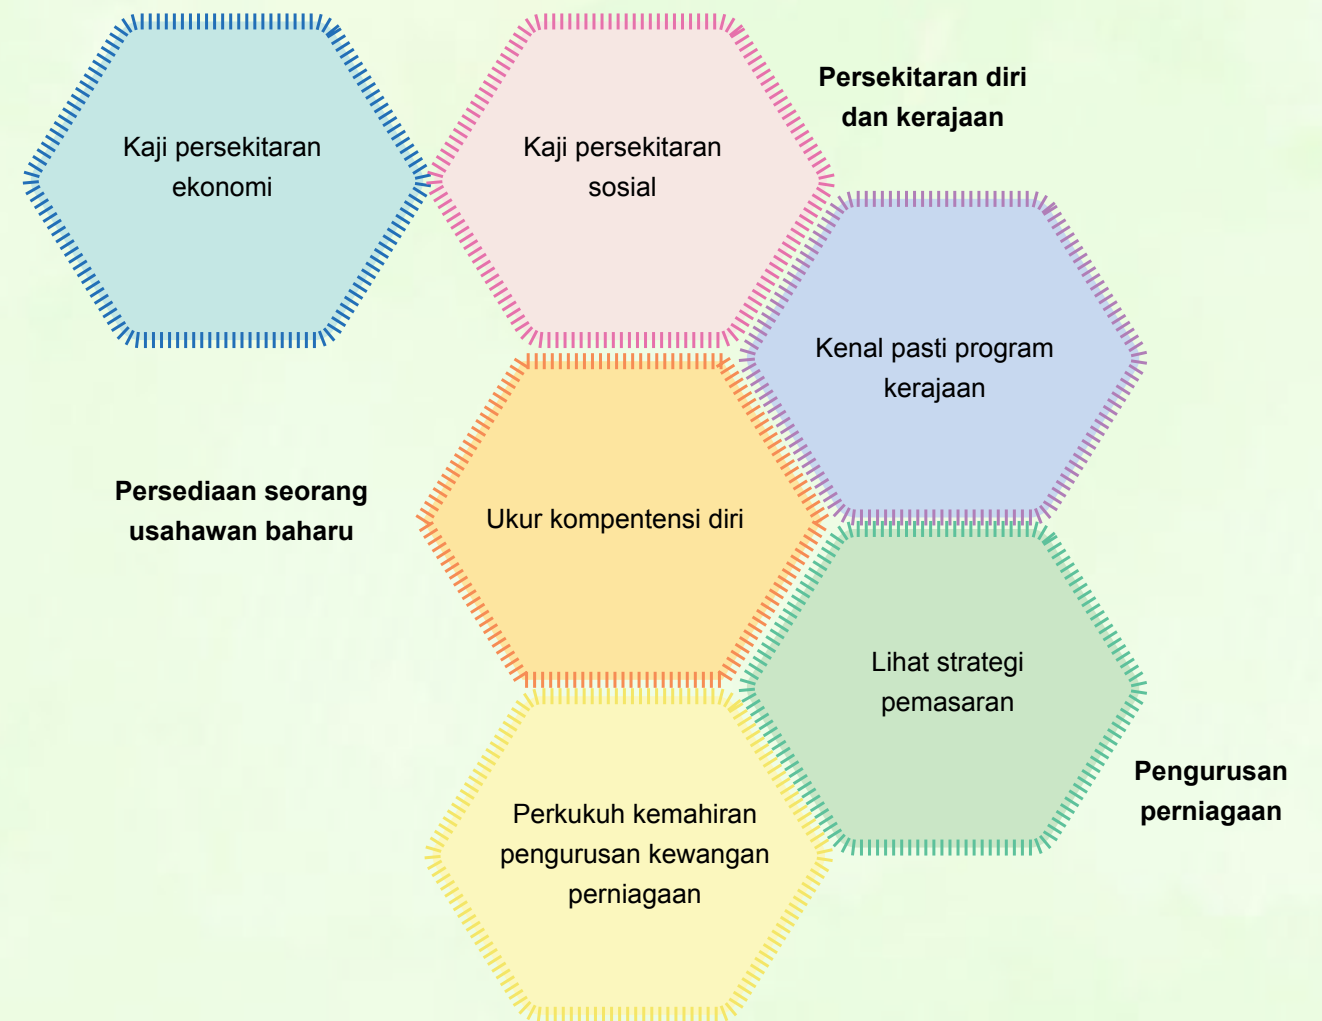 Kaji persekitaran
ekonomi
Kaji persekitaran
sosial
Persekitaran diri
dan kerajaan
Kenal pasti program
kerajaan
Persediaan seorang
usahawan baharu
Ukur kompentensi diri
Lihat strategi
pemasaran
Pengurusan
perniagaan
Perkukuh kemahiran
pengurusan kewangan
perniagaan